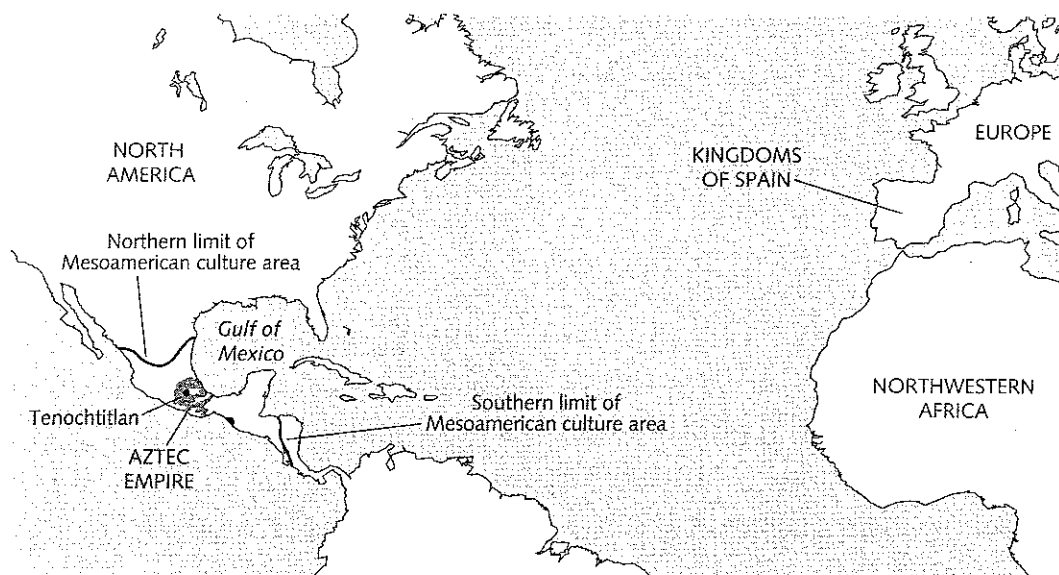 NORTH
AMERICA
KINGDOMS
OF SPAIN
EUROPE
Northern limit of
Mesoamerican culture area
Gulf of
Mexico
Tenochtitlan
AZTEC
EMPIRE
Southern limit of
Mesoamerican culture area
NORTHWESTERN
AFRICA